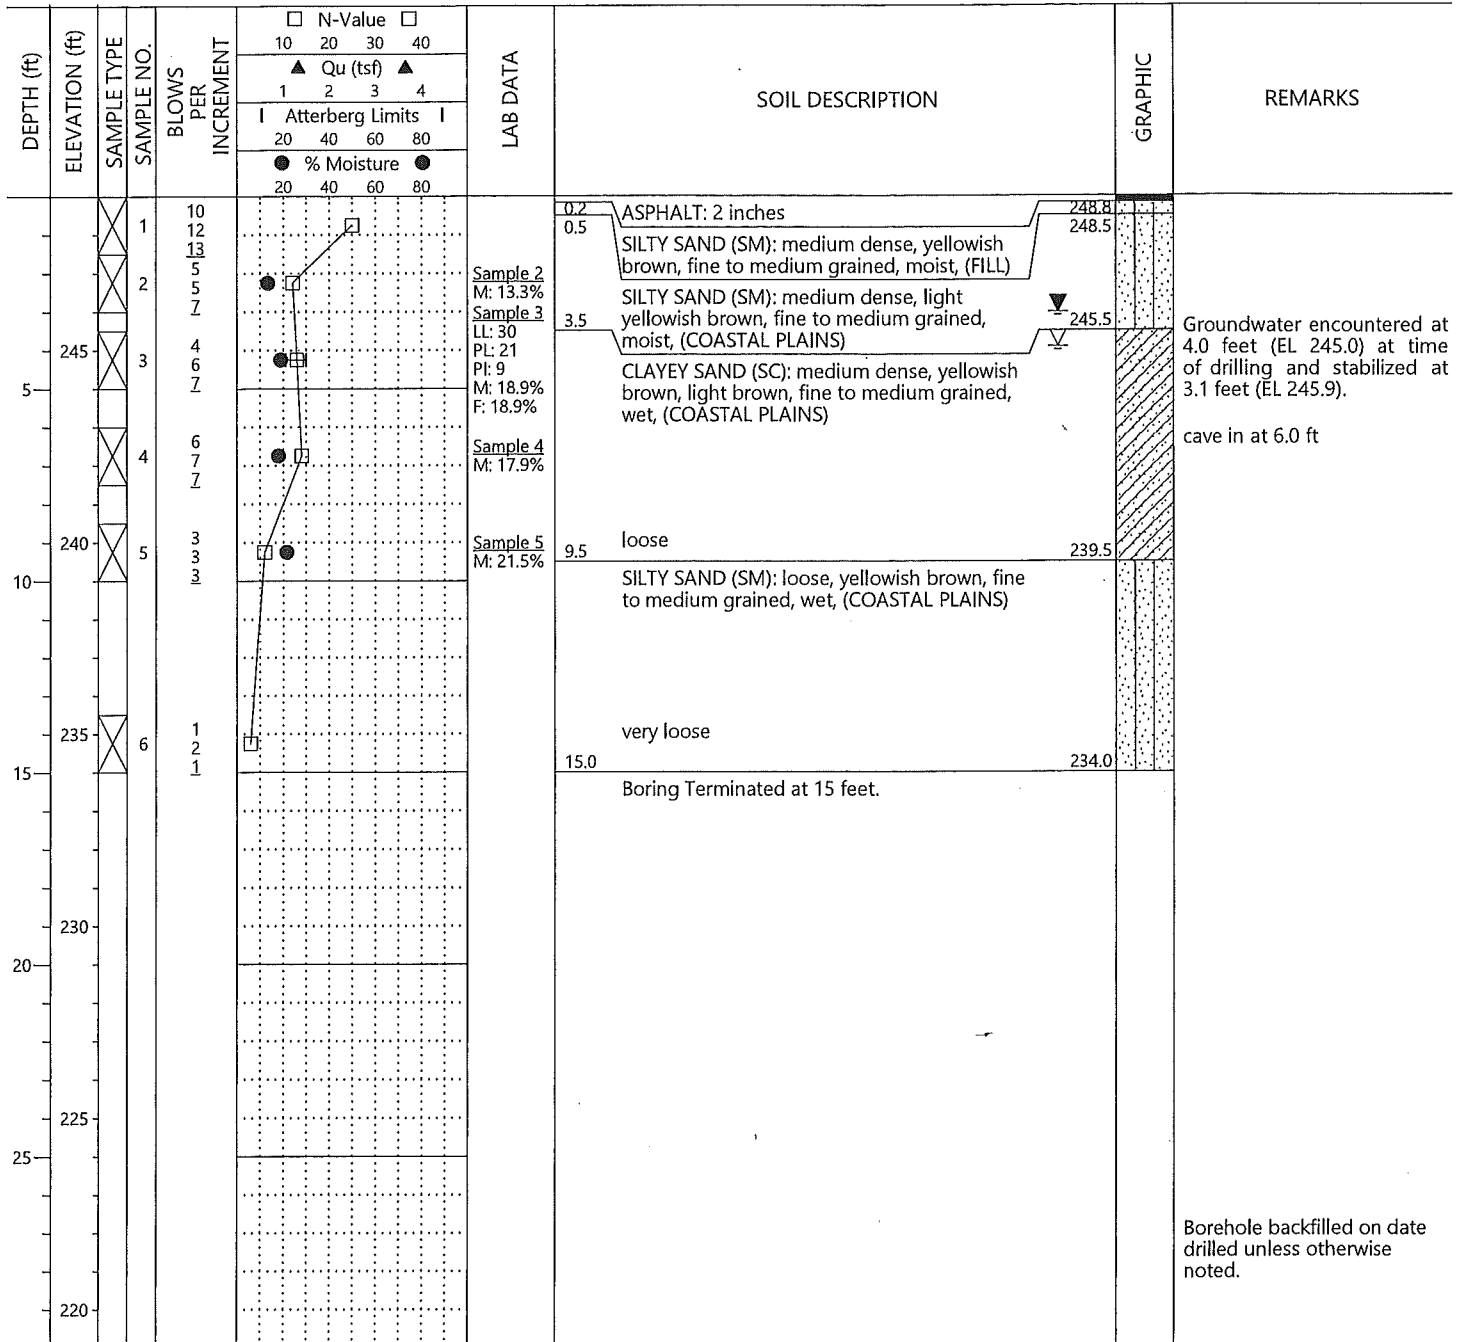 DEPTH (ft)
ELEVATION (ft)
SAMPLE TYPE
SAMPLE NO.
BLOWS
PER
INCREMENT
□ N-Value □
10 20 30 40
▲ Qu (tsf) ▲
1 2 3 4
Atterberg Limits
20 40 60 80
● % Moisture ●
20 40 60 80
LAB DATA
SOIL DESCRIPTION
GRAPHIC
REMARKS
1
10
12
13
0.2 ASPHALT: 2 inches 248.8
0.5 248.5
SILTY SAND (SM): medium dense, yellowish
brown, fine to medium grained, moist, (FILL)
2
5
5
7
Sample 2
M: 13.3%
SILTY SAND (SM): medium dense, light
yellowish brown, fine to medium grained,
moist, (COASTAL PLAINS)
3.5 245.5
245
5
3
4
6
7
Sample 3
LL: 30
PL: 21
PI: 9
M: 18.9%
F: 18.9%
CLAYEY SAND (SC): medium dense, yellowish
brown, light brown, fine to medium grained,
wet, (COASTAL PLAINS)
Groundwater encountered at
4.0 feet (EL 245.0) at time
of drilling and stabilized at
3.1 feet (EL 245.9).
cave in at 6.0 ft
4
6
7
7
Sample 4
M: 17.9%
240
10
5
3
3
3
Sample 5
M: 21.5%
loose
9.5 239.5
SILTY SAND (SM): loose, yellowish brown, fine
to medium grained, wet, (COASTAL PLAINS)
235
15
6
1
2
1
very loose
15.0 234.0
Boring Terminated at 15 feet.
230
20
225
25
220
Borehole backfilled on date
drilled unless otherwise
noted.